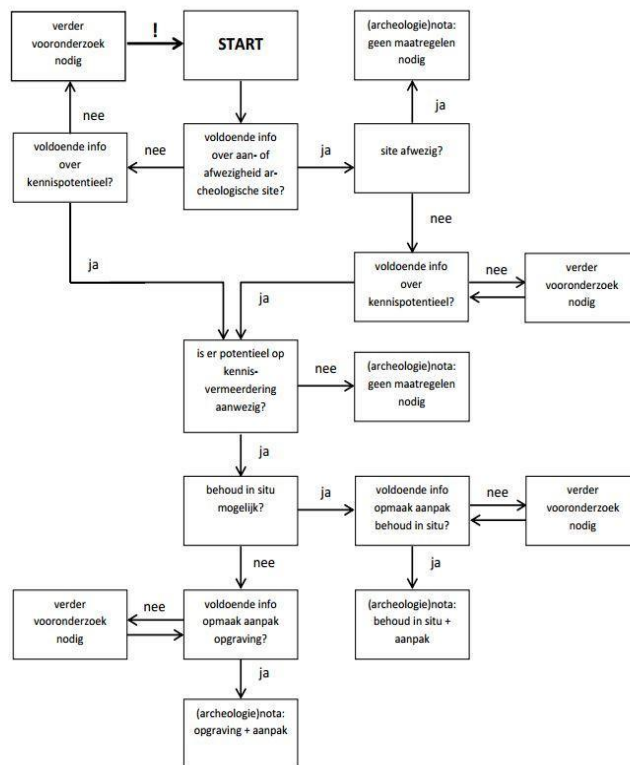 verder
vooronderzoek
nodig
!
START
(archeologie)nota:
geen maatregelen
nodig
nee
ja
voldoende info
over
kennispotentieel?
nee
voldoende info
over aan- of
afwezigheid ar-
cheologische site?
ja
site afwezig?
nee
ja
voldoende info
over
kennispotentieel?
nee
verder
vooronderzoek
nodig
ja
is er potentieel op
kennis-
vermeerdering
aanwezig?
nee
(archeologie)nota:
geen maatregelen
nodig
ja
behoud in situ
mogelijk?
ja
voldoende info
opmaak aanpak
behoud in situ?
nee
verder
vooronderzoek
nodig
nee
ja
verder
vooronderzoek
nodig
nee
voldoende info
opmaak aanpak
opgraving?
(archeologie)nota:
behoud in situ +
aanpak
ja
(archeologie)nota:
opgraving + aanpak